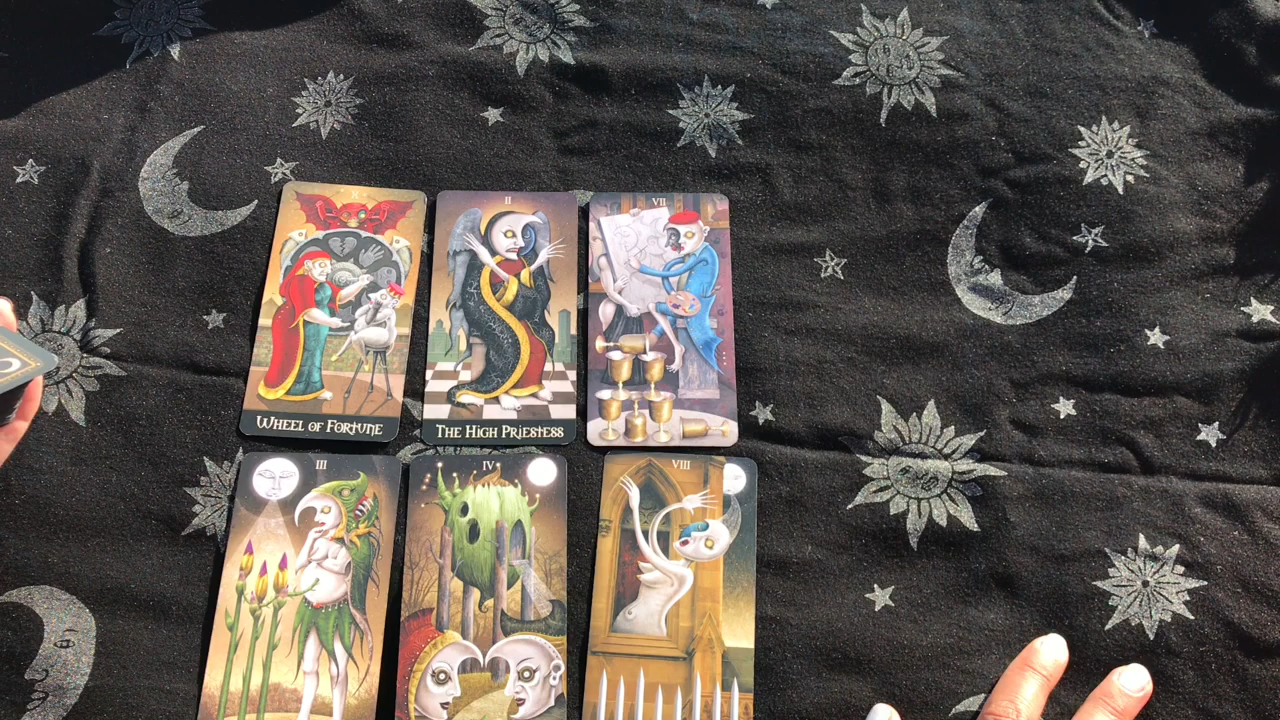 X
II
VII
WHEEL OF FORTUNE
THE HIGH PRIESTESS
III
IV
VIII